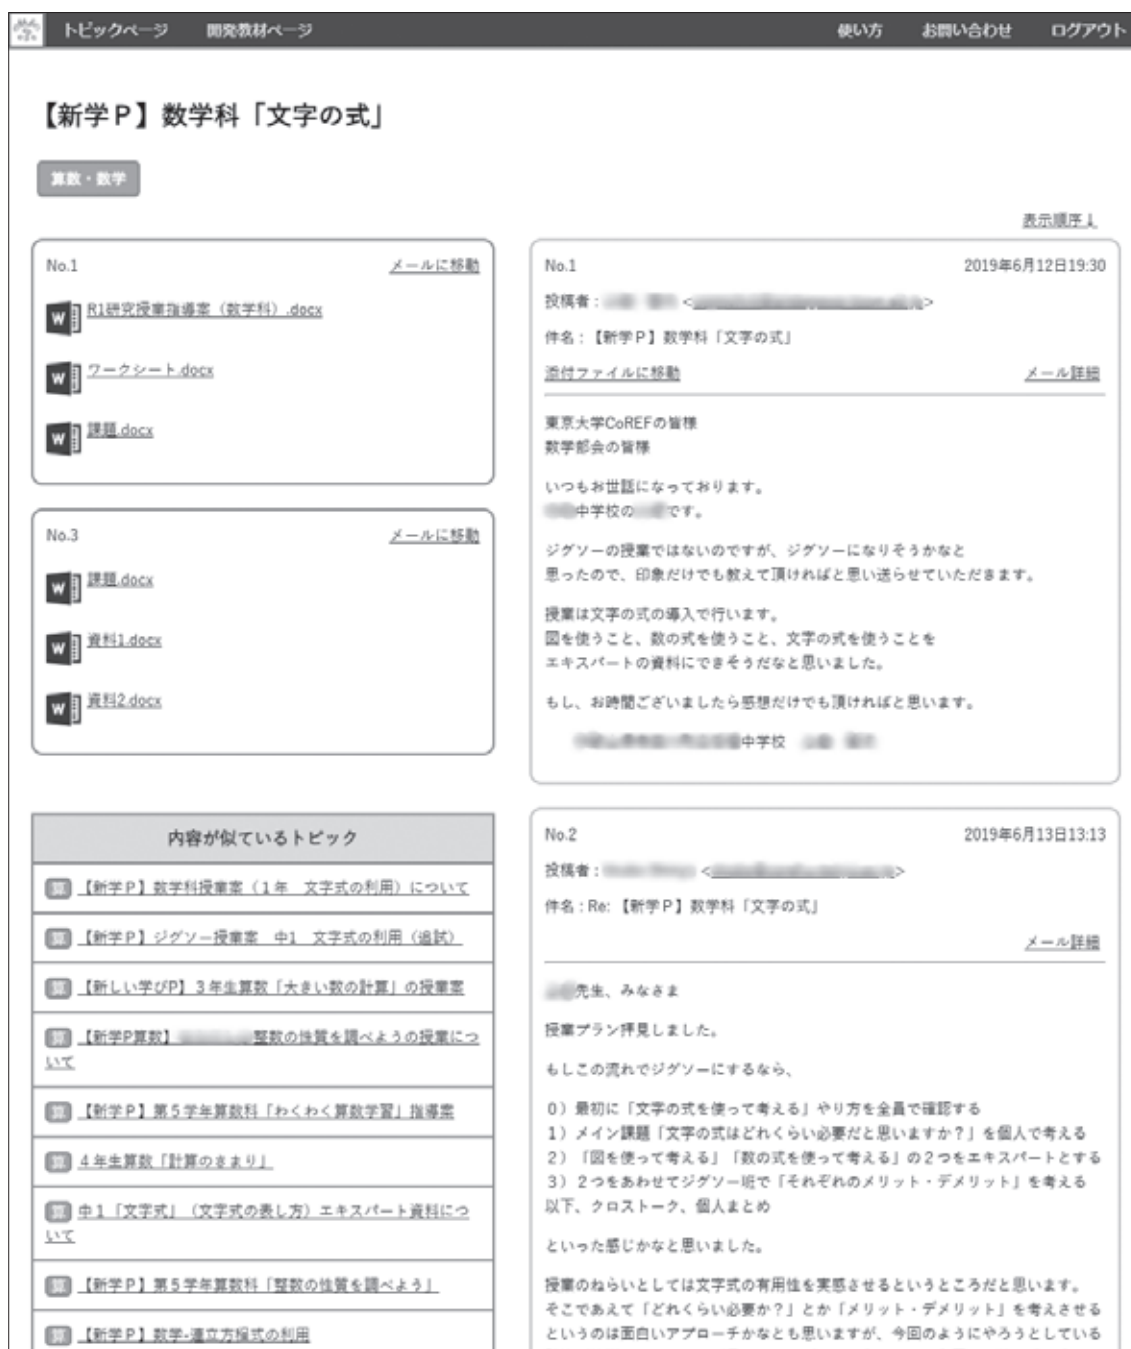 トピックページ 開発教材ページ 使い方 お問い合わせ ログアウト
【新学Ｐ】数学科「文字の式」
算数・数学
表示順序↓
No.1 メールに移動
R1研究授業指導案（数学科）.docx
ワークシート.docx
課題.docx
No.3 メールに移動
課題.docx
資料1.docx
資料2.docx
内容が似ているトピック
算 【新学Ｐ】数学科授業案（１年　文字式の利用）について
算 【新学Ｐ】ジグソー授業案　中1　文字式の利用（追試）
算 【新しい学びP】３年生算数「大きい数の計算」の授業案
算 【新学P算数】 整数の性質を調べようの授業につ
いて
算 【新学Ｐ】第５学年算数科「わくわく算数学習」指導案
算 ４年生算数「計算のきまり」
算 中１「文字式」（文字式の表し方）エキスパート資料につ
いて
算 【新学Ｐ】第５学年算数科「整数の性質を調べよう」
算 【新学Ｐ】数学-連立方程式の利用
No.1 2019年6月12日19:30
投稿者： < >
件名：【新学Ｐ】数学科「文字の式」
添付ファイルに移動 メール詳細
東京大学CoREFの皆様
数学部会の皆様
いつもお世話になっております。
中学校の です。
ジグソーの授業ではないのですが、ジグソーになりそうかなと
思ったので、印象だけでも教えて頂ければと思い送らせていただきます。
授業は文字の式の導入で行います。
図を使うこと、数の式を使うこと、文字の式を使うことを
エキスパートの資料にできそうだなと思いました。
もし、お時間ございましたら感想だけでも頂ければと思います。
中学校
No.2 2019年6月13日13:13
投稿者： < >
件名：Re: 【新学Ｐ】数学科「文字の式」
メール詳細
先生、みなさま
授業プラン拝見しました。
もしこの流れでジグソーにするなら、
０）最初に「文字の式を使って考える」やり方を全員で確認する
１）メイン課題「文字の式はどれくらい必要だと思いますか？」を個人で考える
２）「図を使って考える」「数の式を使って考える」の２つをエキスパートとする
３）２つをあわせてジグソー班で「それぞれのメリット・デメリット」を考える
以下、クロストーク、個人まとめ
といった感じかなと思いました。
授業のねらいとしては文字式の有用性を実感させるというところだと思います。
そこであえて「どれくらい必要か？」とか「メリット・デメリット」を考えさせる
というのは面白いアプローチかなとも思いますが、今回のようにやろうとしている